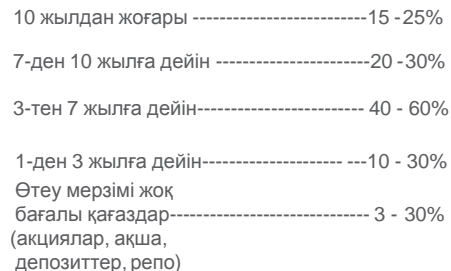 10 жылдан жоғары --------------------------15 - 25%
7-ден 10 жылға дейін -----------------------20 - 30%
3-тен 7 жылға дейін------------------------- 40 - 60%
1-ден 3 жылға дейін--------------------- ---10 - 30%
Өтеу мерзімі жоқ
бағалы қағаздар------------------------------ 3 - 30%
(акциялар, ақша,
депозиттер, репо)